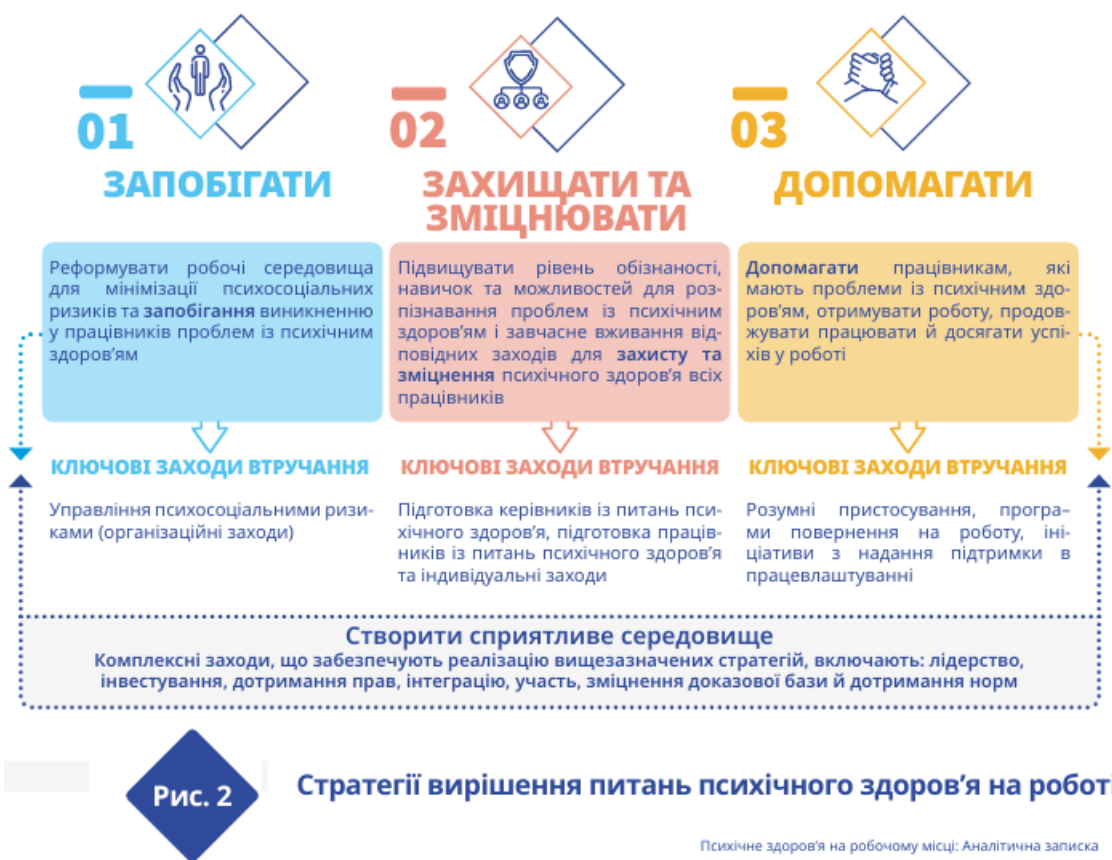 01
ЗАПОБІГАТИ
Реформувати робочі середовища
для мінімізації психосоціальних
ризиків та запобігання виникненню
у працівників проблем із психічним
здоров’ям
КЛЮЧОВІ ЗАХОДИ ВТРУЧАННЯ
Управління психосоціальними ризи-
ками (організаційні заходи)
02
ЗАХИЩАТИ ТА
ЗМІЦНЮВАТИ
Підвищувати рівень обізнаності,
навичок та можливостей для роз-
пізнавання проблем із психічним
здоров’ям і завчасне вживання від-
повідних заходів для захисту та
зміцнення психічного здоров’я всіх
працівників
КЛЮЧОВІ ЗАХОДИ ВТРУЧАННЯ
Підготовка керівників із питань пси-
хічного здоров’я, підготовка праців-
ників із питань психічного здоров’я
та індивідуальні заходи
03
ДОПОМАГАТИ
Допомагати працівникам, які
мають проблеми із психічним здо-
ров’ям, отримувати роботу, продов-
жувати працювати й досягати успі-
хів у роботі
КЛЮЧОВІ ЗАХОДИ ВТРУЧАННЯ
Розумні пристосування, програ-
ми повернення на роботу, іні-
ціативи з надання підтримки в
працевлаштуванні
Створити сприятливе середовище
Комплексні заходи, що забезпечують реалізацію вищезазначених стратегій, включають: лідерство,
інвестування, дотримання прав, інтеграцію, участь, зміцнення доказової бази й дотримання норм
Рис. 2
Стратегії вирішення питань психічного здоров’я на роботі
Психічне здоров’я на робочому місці: Аналітична записка